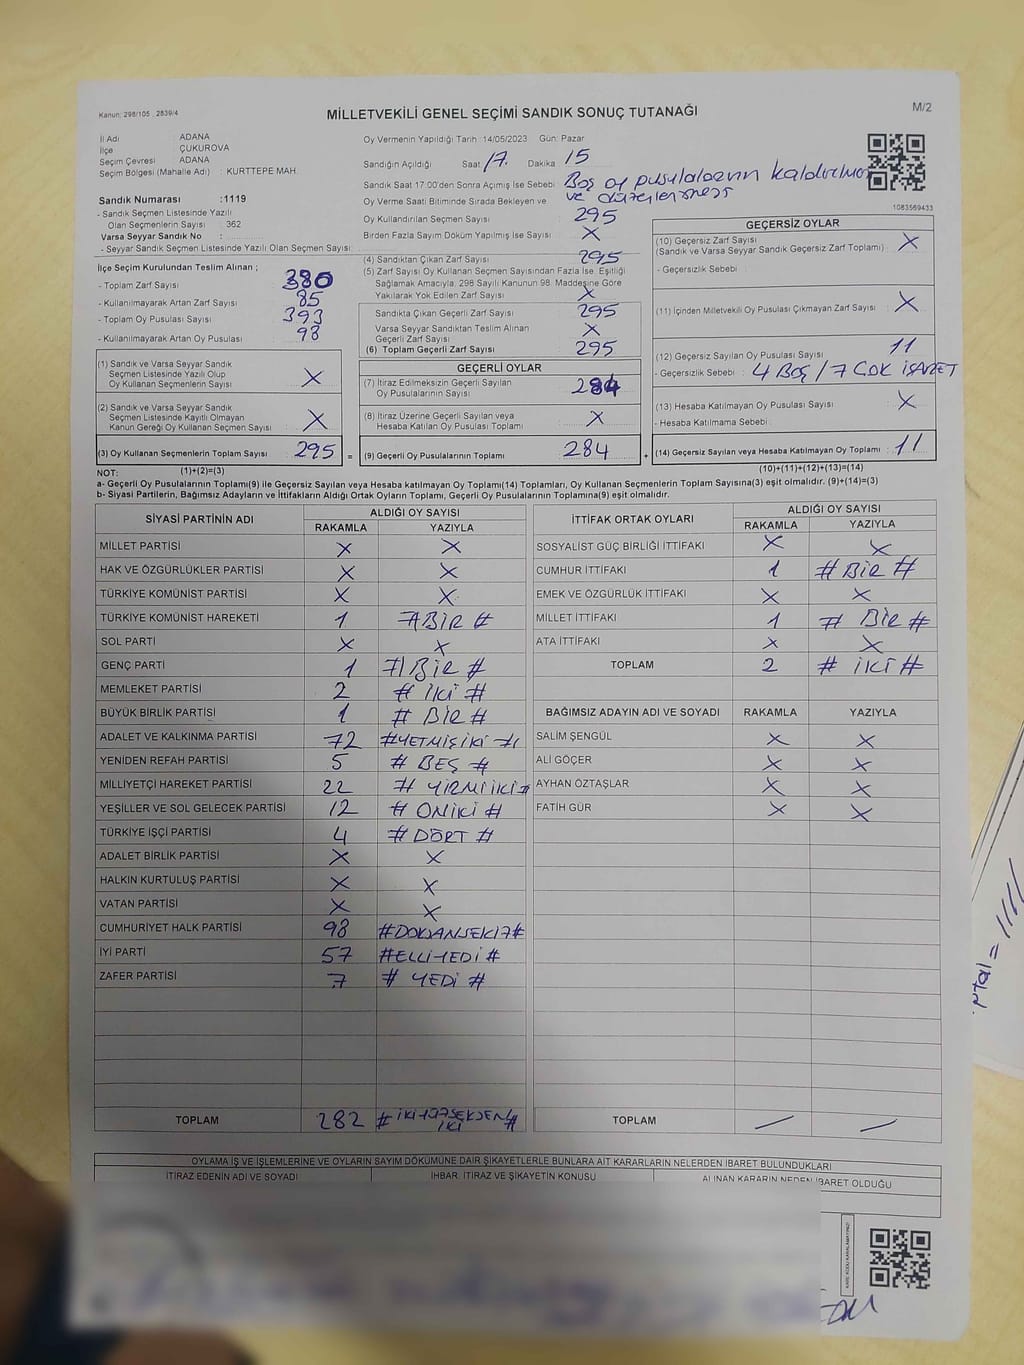 Kanun: 298/105 , 2839/4
MİLLETVEKİLİ GENEL SEÇİMİ SANDIK SONUÇ TUTANAĞI
M/2
İl Adı : ADANA
İlçe : ÇUKUROVA
Seçim Çevresi : ADANA
Seçim Bölgesi (Mahalle Adı) : KURTTEPE MAH.
Sandık Numarası :1119
- Sandık Seçmen Listesinde Yazılı
Olan Seçmenlerin Sayısı : 362
Varsa Seyyar Sandık No :
- Seyyar Sandık Seçmen Listesinde Yazılı Olan Seçmen Sayısı :
Oy Vermenin Yapıldığı Tarih :14/05/2023 Gün: Pazar
Sandığın Açıldığı Saat 17. Dakika 15
Sandık Saat 17:00'den Sonra Açılmış İse Sebebi : Boş oy pusulalarının kaldırılması
ve düzenlenmesi
Oy Verme Saati Bitiminde Sırada Bekleyen ve
Oy Kullandırılan Seçmen Sayısı 295
Birden Fazla Sayım Döküm Yapılmış İse Sayısı X
1083569433
İlçe Seçim Kurulundan Teslim Alınan ;
- Toplam Zarf Sayısı 380
- Kullanılmayarak Artan Zarf Sayısı 85
- Toplam Oy Pusulası Sayısı 393
- Kullanılmayarak Artan Oy Pusulası 98
(4) Sandıktan Çıkan Zarf Sayısı 295
(5) Zarf Sayısı Oy Kullanan Seçmen Sayısından Fazla İse, Eşitliği
Sağlamak Amacıyla, 298 Sayılı Kanunun 98. Maddesine Göre
Yakılarak Yok Edilen Zarf Sayısı X
Sandıkta Çıkan Geçerli Zarf Sayısı 295
Varsa Seyyar Sandıktan Teslim Alınan
Geçerli Zarf Sayısı X
(6) Toplam Geçerli Zarf Sayısı 295
GEÇERSİZ OYLAR
(10) Geçersiz Zarf Sayısı X
(Sandık ve Varsa Seyyar Sandık Geçersiz Zarf Toplamı)
- Geçersizlik Sebebi :
(11) İçinden Milletvekili Oy Pusulası Çıkmayan Zarf Sayısı : X
(12) Geçersiz Sayılan Oy Pusulası Sayısı 11
- Geçersizlik Sebebi : 4 BOŞ / 7 ÇOK İŞARET
(13) Hesaba Katılmayan Oy Pusulası Sayısı X
- Hesaba Katılmama Sebebi :
(14) Geçersiz Sayılan veya Hesaba Katılmayan Oy Toplamı 11
(1) Sandık ve Varsa Seyyar Sandık
Seçmen Listesinde Yazılı Olup
Oy Kullanan Seçmenlerin Sayısı X
(2) Sandık ve Varsa Seyyar Sandık
Seçmen Listesinde Kayıtlı Olmayan
Kanun Gereği Oy Kullanan Seçmen Sayısı X
(3) Oy Kullanan Seçmenlerin Toplam Sayısı 295 =
GEÇERLİ OYLAR
(7) İtiraz Edilmeksizin Geçerli Sayılan
Oy Pusulalarının Sayısı 284
(8) İtiraz Üzerine Geçerli Sayılan veya
Hesaba Katılan Oy Pusulası Toplamı X
(9) Geçerli Oy Pusulalarının Toplamı 284 +
NOT: (1)+(2)=(3) (10)+(11)+(12)+(13)=(14)
a- Geçerli Oy Pusulalarının Toplamı(9) ile Geçersiz Sayılan veya Hesaba katılmayan Oy Toplamı(14) Toplamları, Oy Kullanan Seçmenlerin Toplam Sayısına(3) eşit olmalıdır. (9)+(14)=(3)
b- Siyasi Partilerin, Bağımsız Adayların ve İttifakların Aldığı Ortak Oyların Toplamı, Geçerli Oy Pusulalarının Toplamına(9) eşit olmalıdır.
SİYASİ PARTİNİN ADI ALDIĞI OY SAYISI
RAKAMLA YAZIYLA
MİLLET PARTİSİ X X
HAK VE ÖZGÜRLÜKLER PARTİSİ X X
TÜRKİYE KOMÜNİST PARTİSİ X X
TÜRKİYE KOMÜNİST HAREKETİ 1 # BİR #
SOL PARTİ X X
GENÇ PARTİ 1 # BİR #
MEMLEKET PARTİSİ 2 # İKİ #
BÜYÜK BİRLİK PARTİSİ 1 # BİR #
ADALET VE KALKINMA PARTİSİ 72 #YETMİŞİKİ #
YENİDEN REFAH PARTİSİ 5 # BEŞ #
MİLLİYETÇİ HAREKET PARTİSİ 22 # YİRMİİKİ #
YEŞİLLER VE SOL GELECEK PARTİSİ 12 # ONİKİ #
TÜRKİYE İŞÇİ PARTİSİ 4 # DÖRT #
ADALET BİRLİK PARTİSİ X X
HALKIN KURTULUŞ PARTİSİ X X
VATAN PARTİSİ X X
CUMHURİYET HALK PARTİSİ 98 #DOKSANSEKİZ#
İYİ PARTİ 57 #ELLİYEDİ #
ZAFER PARTİSİ 7 # YEDİ #
TOPLAM 282 # İKİYÜZSEKSEN
İKİ #
İTTİFAK ORTAK OYLARI ALDIĞI OY SAYISI
RAKAMLA YAZIYLA
SOSYALİST GÜÇ BİRLİĞİ İTTİFAKI X X
CUMHUR İTTİFAKI 1 # BİR #
EMEK VE ÖZGÜRLÜK İTTİFAKI X X
MİLLET İTTİFAKI 1 # BİR #
ATA İTTİFAKI X X
TOPLAM 2 # İKİ #
BAĞIMSIZ ADAYIN ADI VE SOYADI RAKAMLA YAZIYLA
SALİM ŞENGÜL X X
ALİ GÖÇER X X
AYHAN ÖZTAŞLAR X X
FATİH GÜR X X
TOPLAM — —
OYLAMA İŞ VE İŞLEMLERİNE VE OYLARIN SAYIM DÖKÜMÜNE DAİR ŞİKAYETLERLE BUNLARA AİT KARARLARIN NELERDEN İBARET BULUNDUKLARI
İTİRAZ EDENİN ADI VE SOYADI İHBAR, İTİRAZ VE ŞİKAYETİN KONUSU ALINAN KARARIN NEDEN İBARET OLDUĞU
KARE KODU KARALAMAYINIZ!